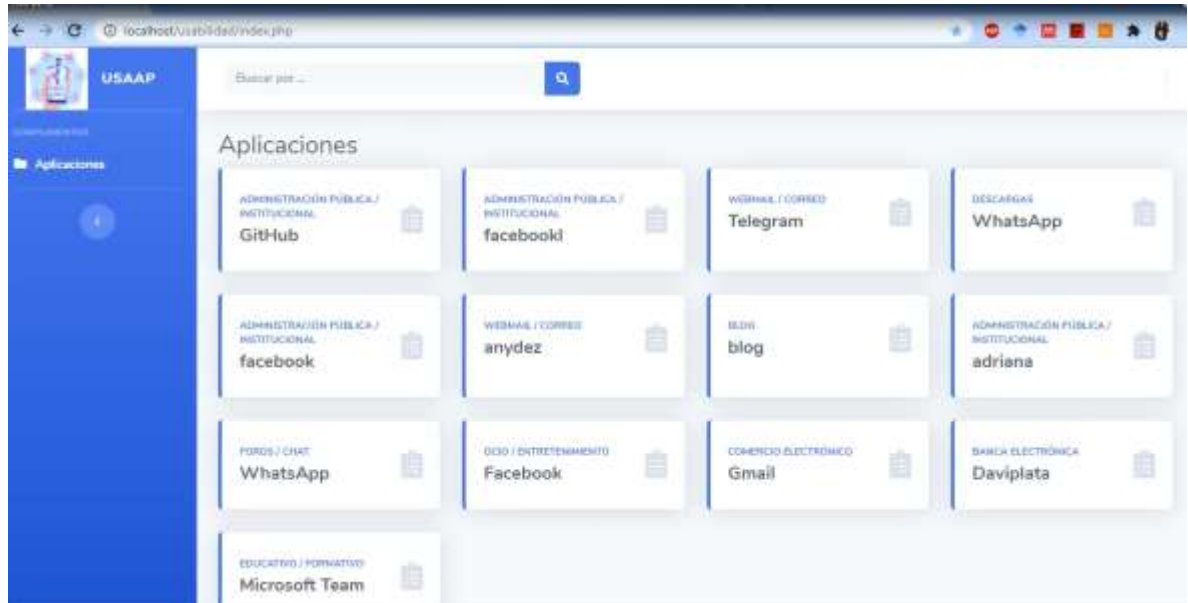 localhost/usabilidad/index.php
USAAP
Buscar por ...
COMPLEMENTOS
Aplicaciones
Aplicaciones
ADMINISTRACIÓN PÚBLICA /
INSTITUCIONAL
GitHub
ADMINISTRACIÓN PÚBLICA /
INSTITUCIONAL
facebookl
WEBMAIL / CORREO
Telegram
DESCARGAS
WhatsApp
ADMINISTRACIÓN PÚBLICA /
INSTITUCIONAL
facebook
WEBMAIL / CORREO
anydez
BLOG
blog
ADMINISTRACIÓN PÚBLICA /
INSTITUCIONAL
adriana
FOROS / CHAT
WhatsApp
OCIO / ENTRETENIMIENTO
Facebook
COMERCIO ELECTRÓNICO
Gmail
BANCA ELECTRÓNICA
Daviplata
EDUCATIVO / FORMATIVO
Microsoft Team